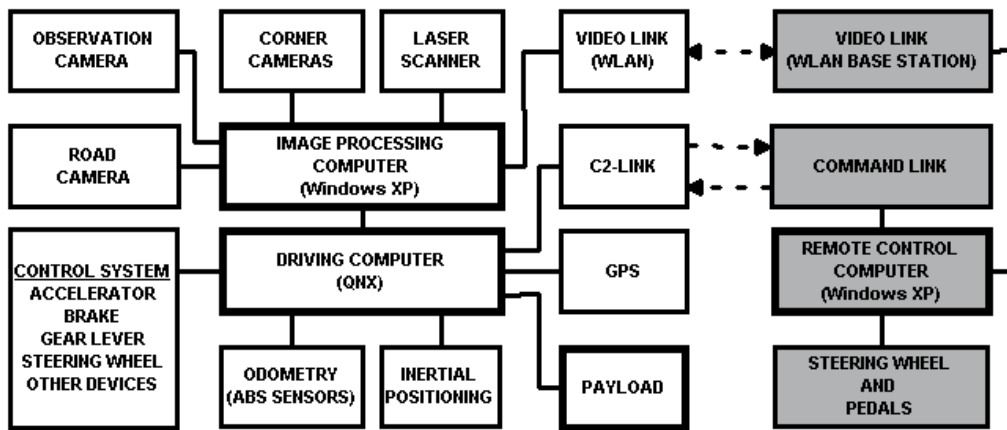 OBSERVATION
CAMERA
CORNER
CAMERAS
LASER
SCANNER
VIDEO LINK
(WLAN)
VIDEO LINK
(WLAN BASE STATION)
ROAD
CAMERA
IMAGE PROCESSING
COMPUTER
(Windows XP)
C2-LINK
COMMAND LINK
CONTROL SYSTEM
ACCELERATOR
BRAKE
GEAR LEVER
STEERING WHEEL
OTHER DEVICES
DRIVING COMPUTER
(QNX)
GPS
REMOTE CONTROL
COMPUTER
(Windows XP)
ODOMETRY
(ABS SENSORS)
INERTIAL
POSITIONING
PAYLOAD
STEERING WHEEL
AND
PEDALS